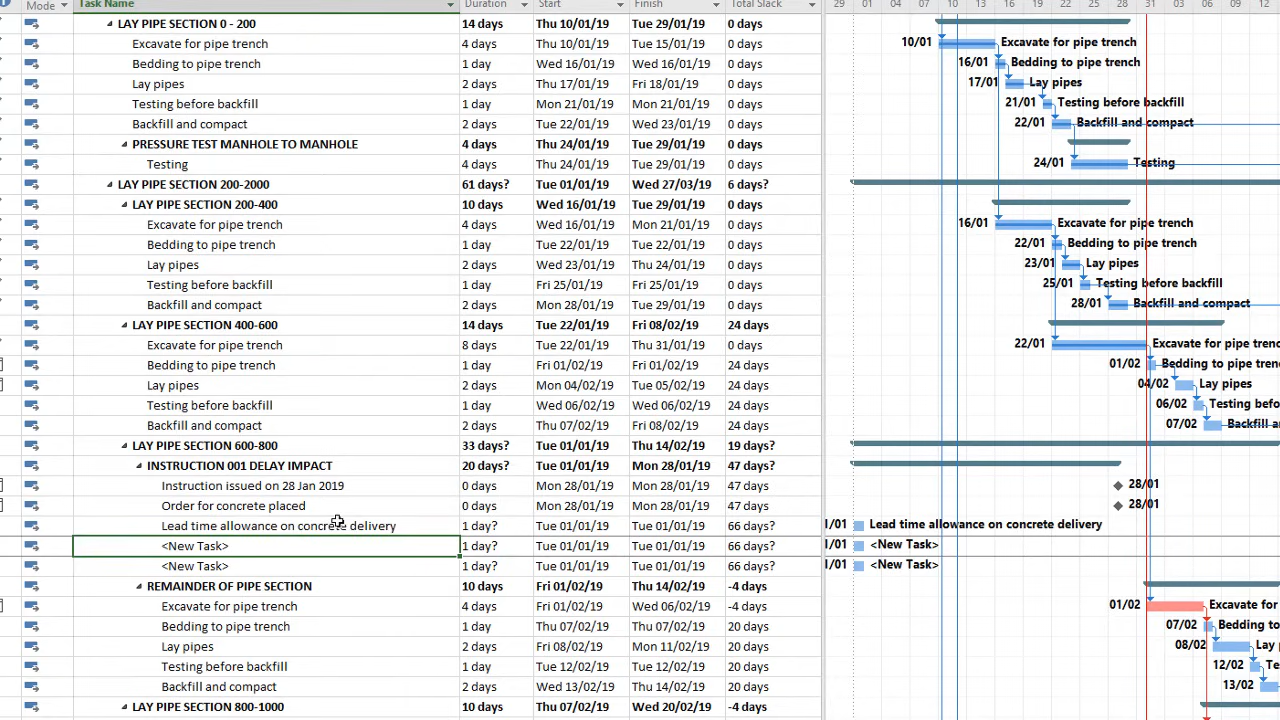 Mode Task Name Duration Start Finish Total Slack 29 01 04 07 10 13 16 19 22 25 28 31 03 06 09 12
LAY PIPE SECTION 0 - 200 14 days Thu 10/01/19 Tue 29/01/19 0 days
Excavate for pipe trench 4 days Thu 10/01/19 Tue 15/01/19 0 days 10/01 Excavate for pipe trench
Bedding to pipe trench 1 day Wed 16/01/19 Wed 16/01/19 0 days 16/01 Bedding to pipe trench
Lay pipes 2 days Thu 17/01/19 Fri 18/01/19 0 days 17/01 Lay pipes
Testing before backfill 1 day Mon 21/01/19 Mon 21/01/19 0 days 21/01 Testing before backfill
Backfill and compact 2 days Tue 22/01/19 Wed 23/01/19 0 days 22/01 Backfill and compact
PRESSURE TEST MANHOLE TO MANHOLE 4 days Thu 24/01/19 Tue 29/01/19 0 days
Testing 4 days Thu 24/01/19 Tue 29/01/19 0 days 24/01 Testing
LAY PIPE SECTION 200-2000 61 days? Tue 01/01/19 Wed 27/03/19 6 days?
LAY PIPE SECTION 200-400 10 days Wed 16/01/19 Tue 29/01/19 0 days
Excavate for pipe trench 4 days Wed 16/01/19 Mon 21/01/19 0 days 16/01 Excavate for pipe trench
Bedding to pipe trench 1 day Tue 22/01/19 Tue 22/01/19 0 days 22/01 Bedding to pipe trench
Lay pipes 2 days Wed 23/01/19 Thu 24/01/19 0 days 23/01 Lay pipes
Testing before backfill 1 day Fri 25/01/19 Fri 25/01/19 0 days 25/01 Testing before backfill
Backfill and compact 2 days Mon 28/01/19 Tue 29/01/19 0 days 28/01 Backfill and compact
LAY PIPE SECTION 400-600 14 days Tue 22/01/19 Fri 08/02/19 24 days
Excavate for pipe trench 8 days Tue 22/01/19 Thu 31/01/19 0 days 22/01 Excavate for pipe trenc
Bedding to pipe trench 1 day Fri 01/02/19 Fri 01/02/19 24 days 01/02 Bedding to pipe tren
Lay pipes 2 days Mon 04/02/19 Tue 05/02/19 24 days 04/02 Lay pipes
Testing before backfill 1 day Wed 06/02/19 Wed 06/02/19 24 days 06/02 Testing befo
Backfill and compact 2 days Thu 07/02/19 Fri 08/02/19 24 days 07/02 Backfill a
LAY PIPE SECTION 600-800 33 days? Tue 01/01/19 Thu 14/02/19 19 days?
INSTRUCTION 001 DELAY IMPACT 20 days? Tue 01/01/19 Mon 28/01/19 47 days?
Instruction issued on 28 Jan 2019 0 days Mon 28/01/19 Mon 28/01/19 47 days 28/01
Order for concrete placed 0 days Mon 28/01/19 Mon 28/01/19 47 days 28/01
Lead time allowance on concrete delivery 1 day? Tue 01/01/19 Tue 01/01/19 66 days? I/01 Lead time allowance on concrete delivery
<New Task> 1 day? Tue 01/01/19 Tue 01/01/19 66 days? I/01 <New Task>
<New Task> 1 day? Tue 01/01/19 Tue 01/01/19 66 days? I/01 <New Task>
REMAINDER OF PIPE SECTION 10 days Fri 01/02/19 Thu 14/02/19 -4 days
Excavate for pipe trench 4 days Fri 01/02/19 Wed 06/02/19 -4 days 01/02 Excavate for
Bedding to pipe trench 1 day Thu 07/02/19 Thu 07/02/19 20 days 07/02 Bedding to
Lay pipes 2 days Fri 08/02/19 Mon 11/02/19 20 days 08/02 Lay p
Testing before backfill 1 day Tue 12/02/19 Tue 12/02/19 20 days 12/02 Te
Backfill and compact 2 days Wed 13/02/19 Thu 14/02/19 20 days 13/02
LAY PIPE SECTION 800-1000 10 days Thu 07/02/19 Wed 20/02/19 -4 days